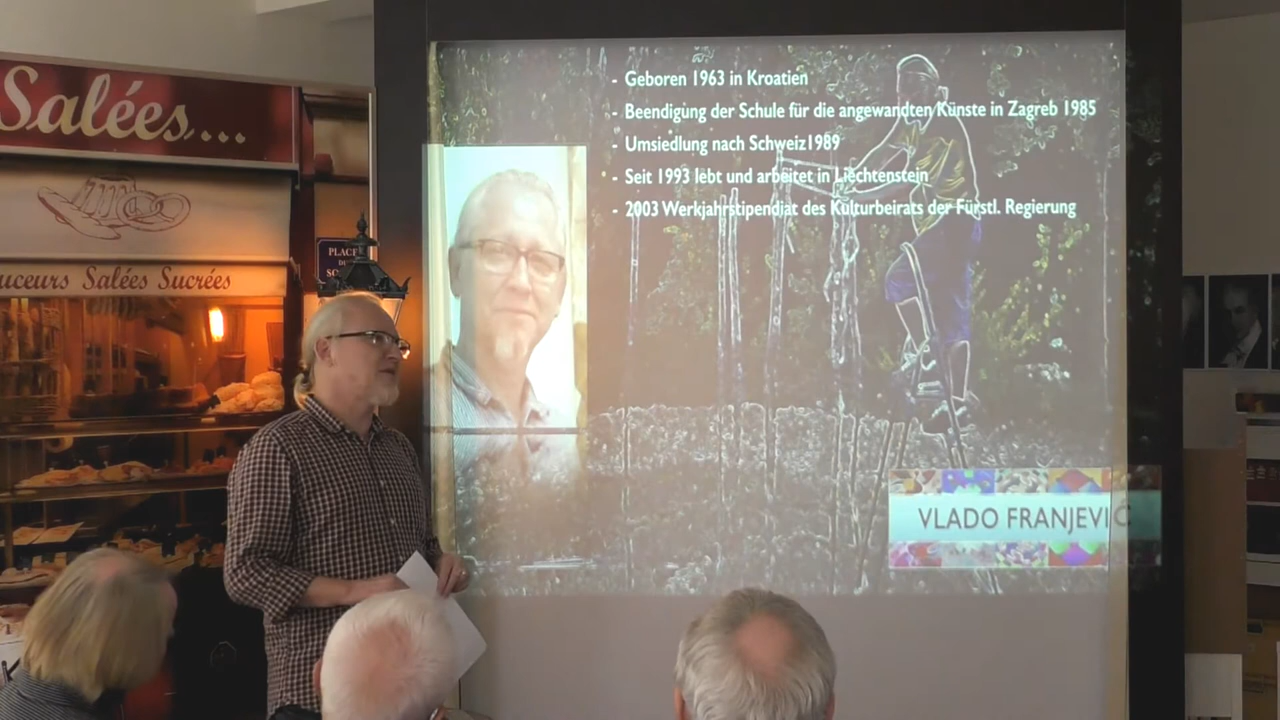 Salées...
uceurs Salées Sucrées
PLACE
- Geboren 1963 in Kroatien
- Beendigung der Schule für die angewandten Künste in Zagreb 1985
- Umsiedlung nach Schweiz1989
- Seit 1993 lebt und arbeitet in Liechtenstein
- 2003 Werkjahrstipendiat des Kulturbeirats der Fürstl. Regierung
VLADO FRANJEVIC